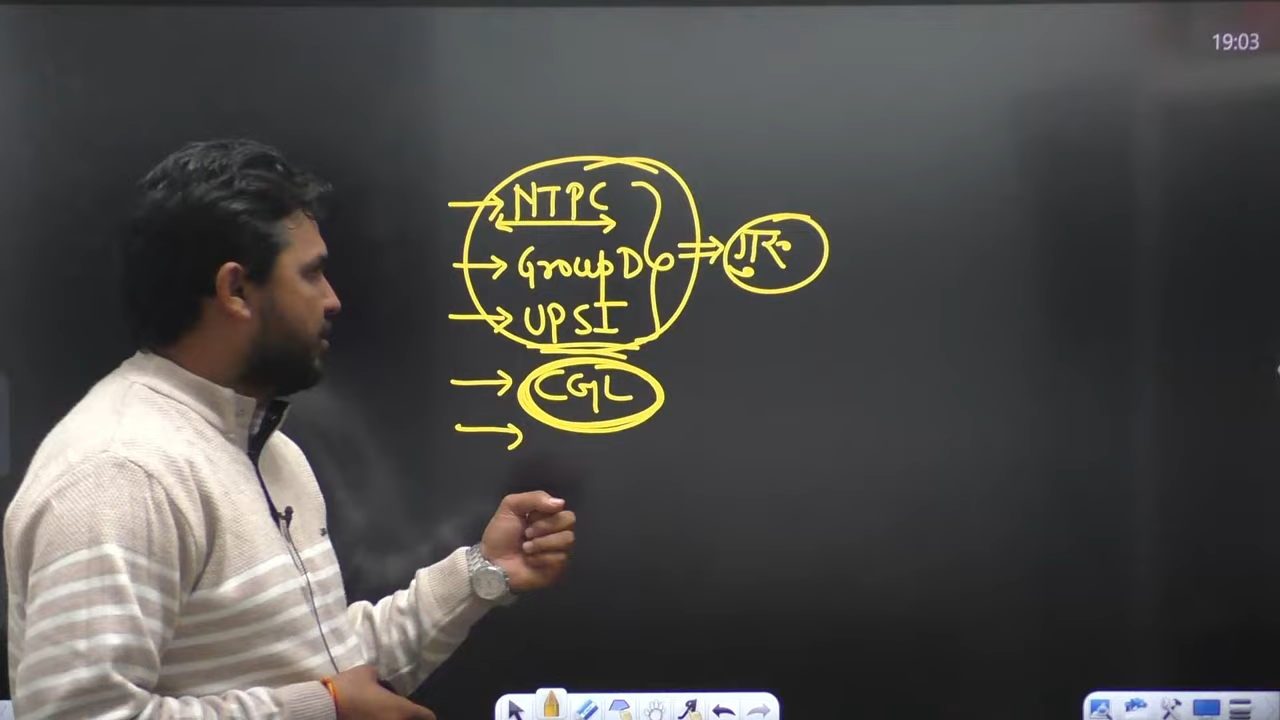 19:03
NTPC
Group D
UPSI
गुरु
CGL